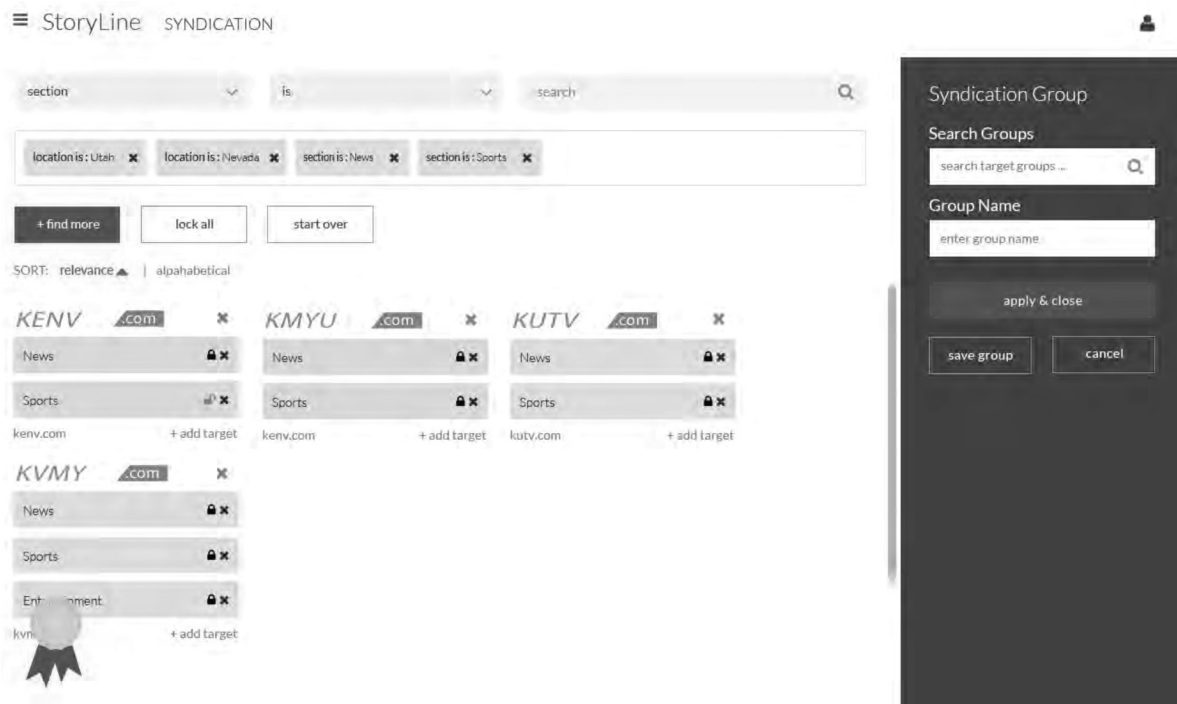 StoryLine SYNDICATION
section is search
location is : Utah location is : Nevada section is : News section is : Sports
+ find more lock all start over
SORT: relevance | alpahabetical
KENV .com KMYU .com KUTV .com
News News News
Sports Sports Sports
kenv.com + add target kenv.com + add target kutv.com + add target
KVMY .com
News
Sports
+ add target
Syndication Group
Search Groups
search target groups ...
Group Name
enter group name
apply & close
save group cancel